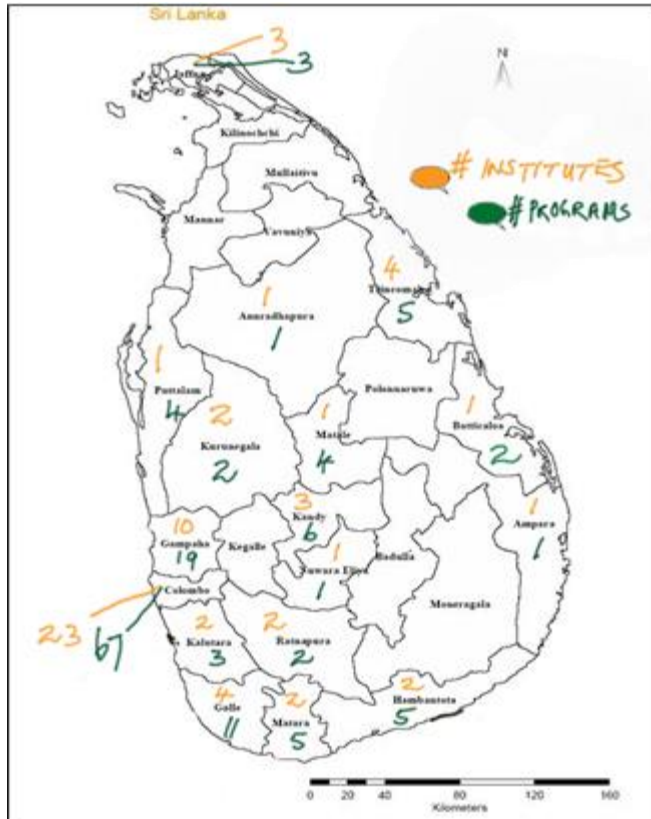 Sri Lanka
3
3
N
Jaffna
Kilinochchi
# INSTITUTES
Mullaitivu
# PROGRAMS
Mannar
Vavuniya
4
Trincomalee
5
1
Anuradhapura
1
1
Puttalam
4
2
Kurunegala
2
1
Matale
4
Polonnaruwa
1
Batticaloa
2
3
Kandy
6
1
Ampara
1
10
Gampaha
19
Kegalle
1
Nuwara Eliya
1
Badulla
Moneragala
Colombo
23
67
2
Kalutara
3
2
Ratnapura
2
4
Galle
11
2
Matara
5
2
Hambantota
5
0 20 40 80 120 160
Kilometers